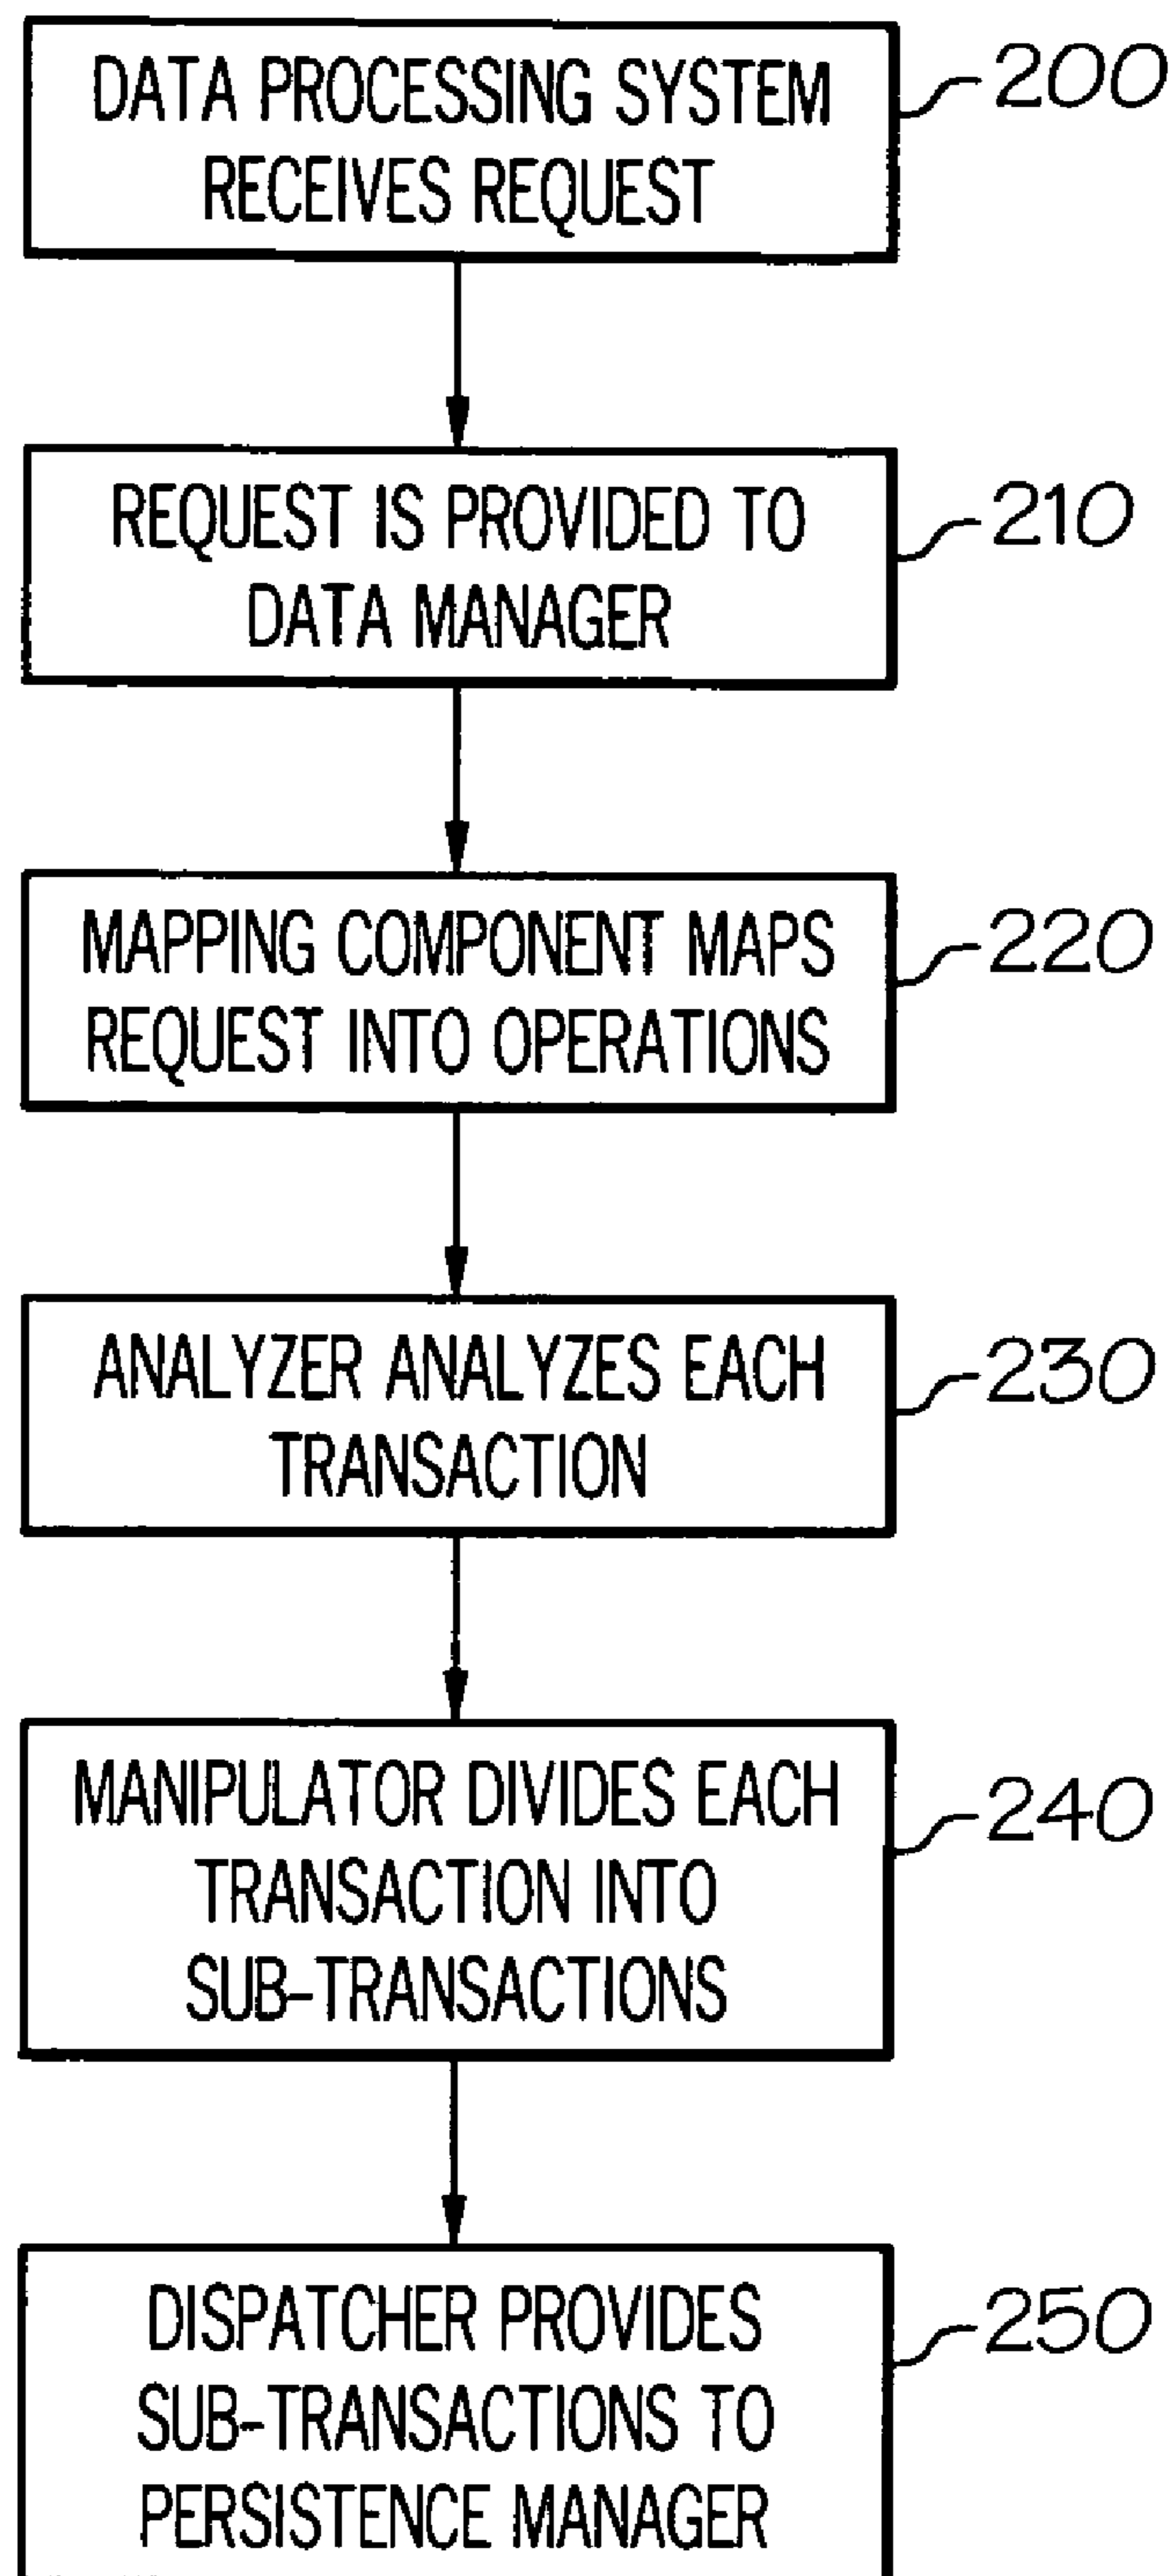 DATA PROCESSING SYSTEM
RECEIVES REQUEST
200
REQUEST IS PROVIDED TO
DATA MANAGER
210
MAPPING COMPONENT MAPS
REQUEST INTO OPERATIONS
220
ANALYZER ANALYZES EACH
TRANSACTION
230
MANIPULATOR DIVIDES EACH
TRANSACTION INTO
SUB-TRANSACTIONS
240
DISPATCHER PROVIDES
SUB-TRANSACTIONS TO
PERSISTENCE MANAGER
250